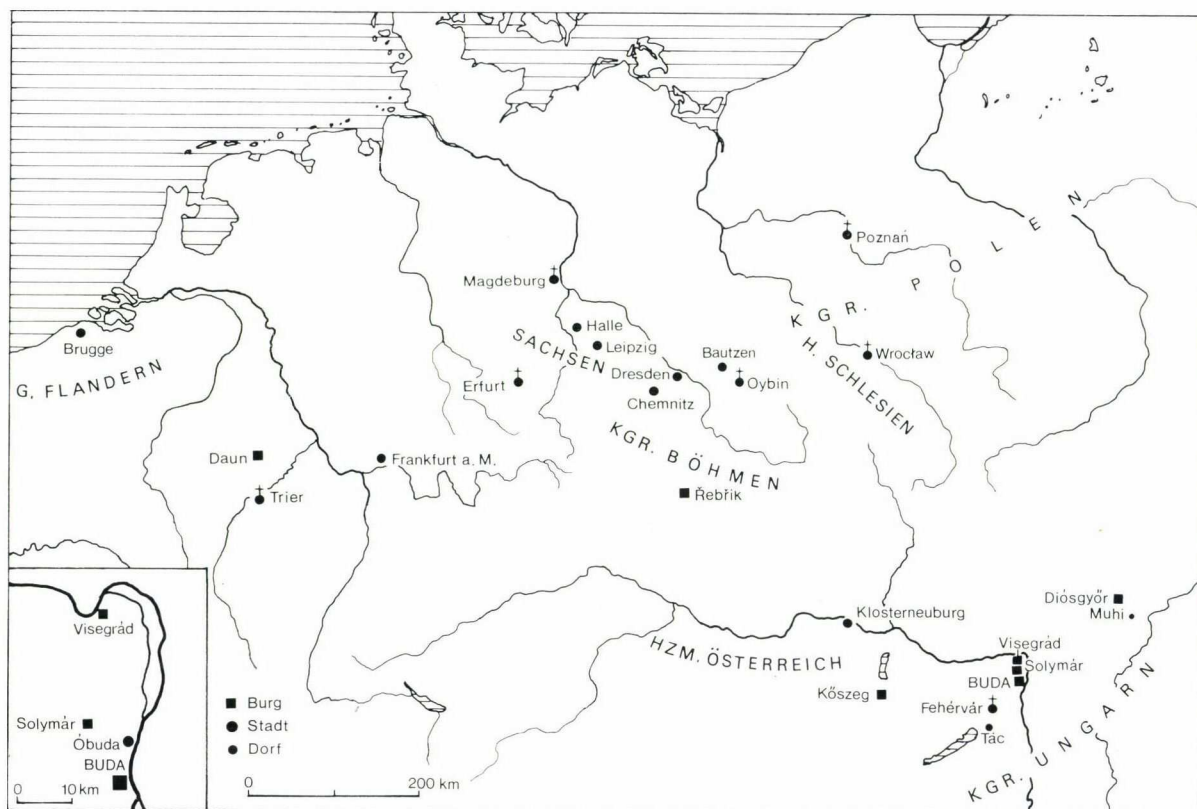 Poznań
KGR. POLEN
Magdeburg
Halle
Leipzig
SACHSEN
Brugge
G. FLANDERN
Erfurt
Dresden
Chemnitz
Bautzen
Oybin
Wrocław
H. SCHLESIEN
KGR. BÖHMEN
Daun
Trier
Frankfurt a. M.
Řebřik
Klosterneuburg
HZM. ÖSTERREICH
Kőszeg
Diósgyőr
Muhi
Visegrád
Solymár
BUDA
Fehérvár
Tác
KGR. UNGARN
Visegrád
Solymár
Óbuda
BUDA
0 10 km
Burg
Stadt
Dorf
0 200 km